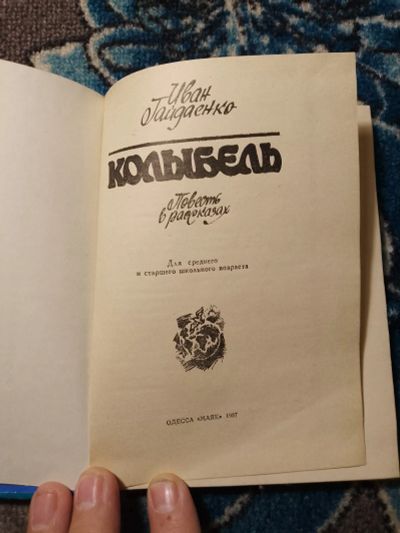 Иван
Гайдаенко
КОЛЫБЕЛЬ
Повесть
в рассказах
Для среднего
и старшего школьного возраста
ОДЕССА «МАЯК» 1987